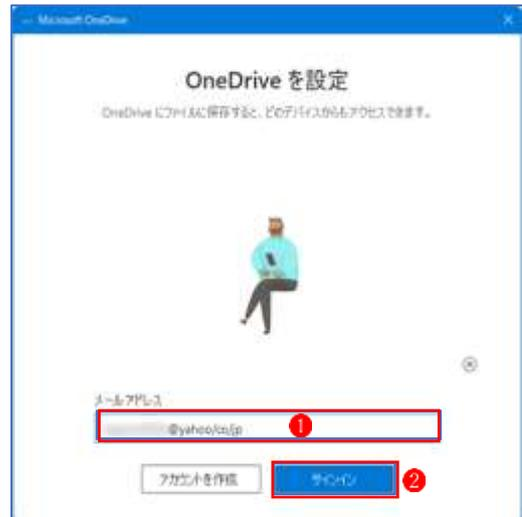 Microsoft OneDrive
OneDrive を設定
OneDrive にファイルに保存すると、どのデバイスからもアクセスできます。
メール アドレス
@yahoo/co/jp
1
アカウントを作成
サインイン
2